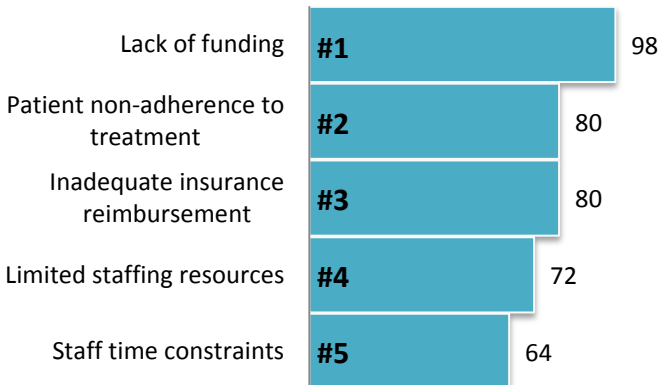 Lack of funding #1 98
Patient non-adherence to
treatment #2 80
Inadequate insurance
reimbursement #3 80
Limited staffing resources #4 72
Staff time constraints #5 64